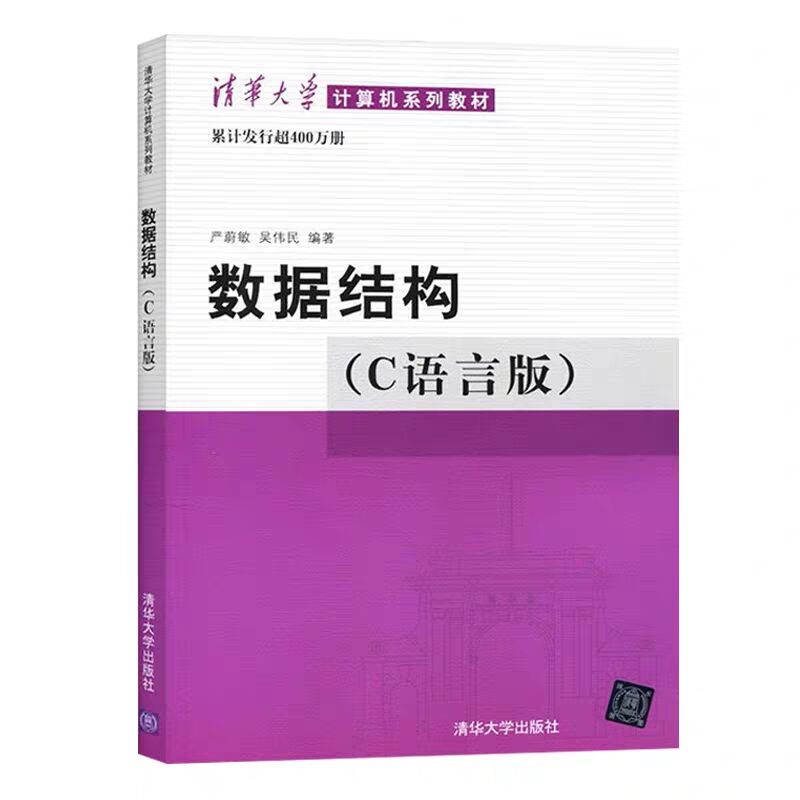 清华大学计算机系列教材
数据结构
(C语言版)
清华大学出版社
清華大学 计算机系列教材
累计发行超400万册
严蔚敏 吴伟民 编著
数据结构
(C语言版)
清华大学出版社